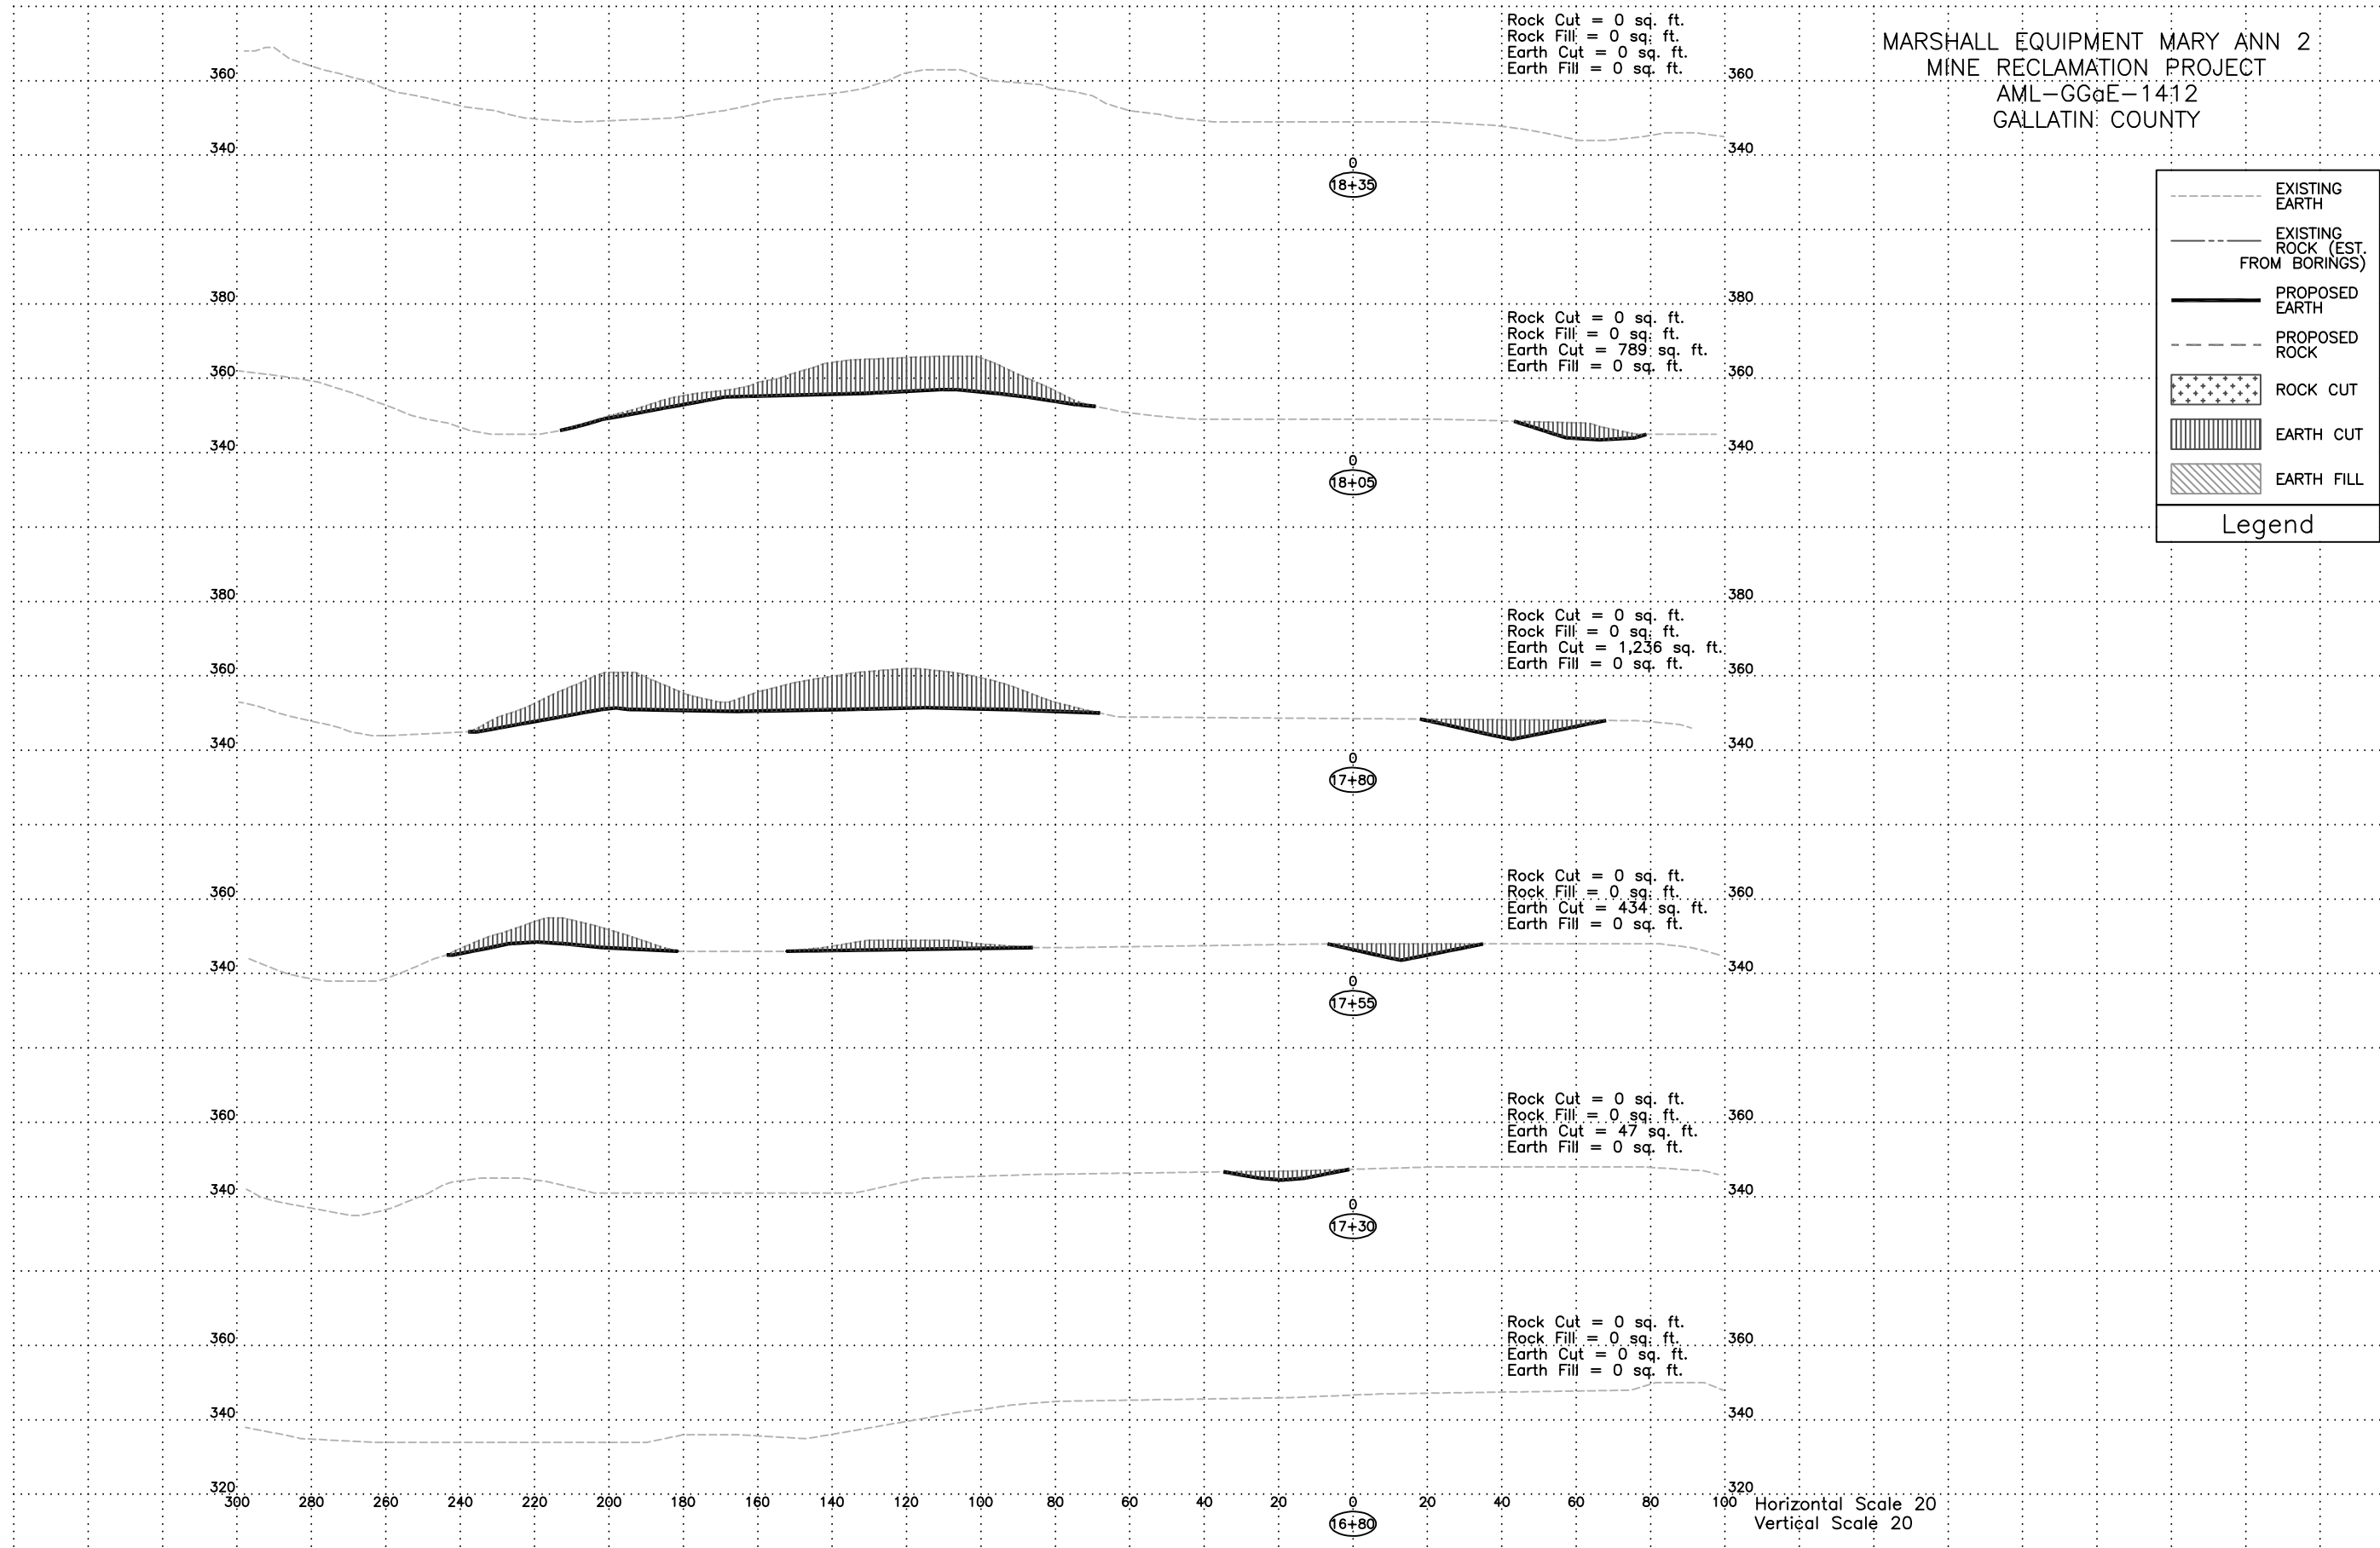 MARSHALL EQUIPMENT MARY ANN 2
MINE RECLAMATION PROJECT
AML-GGaE-1412
GALLATIN COUNTY
Rock Cut = 0 sq. ft.
Rock Fill = 0 sq. ft.
Earth Cut = 0 sq. ft.
Earth Fill = 0 sq. ft.
360 360
340 340
0
18+35
EXISTING
EARTH
EXISTING
ROCK (EST.
FROM BORINGS)
PROPOSED
EARTH
PROPOSED
ROCK
ROCK CUT
EARTH CUT
EARTH FILL
Legend
380 380
Rock Cut = 0 sq. ft.
Rock Fill = 0 sq. ft.
Earth Cut = 789 sq. ft.
Earth Fill = 0 sq. ft.
360 360
340 340
0
18+05
380 380
Rock Cut = 0 sq. ft.
Rock Fill = 0 sq. ft.
Earth Cut = 1,236 sq. ft.
Earth Fill = 0 sq. ft.
360 360
340 340
0
17+80
Rock Cut = 0 sq. ft.
Rock Fill = 0 sq. ft.
Earth Cut = 434 sq. ft.
Earth Fill = 0 sq. ft.
360 360
340 340
0
17+55
Rock Cut = 0 sq. ft.
Rock Fill = 0 sq. ft.
Earth Cut = 47 sq. ft.
Earth Fill = 0 sq. ft.
360 360
340 340
0
17+30
Rock Cut = 0 sq. ft.
Rock Fill = 0 sq. ft.
Earth Cut = 0 sq. ft.
Earth Fill = 0 sq. ft.
360 360
340 340
320 320
300 280 260 240 220 200 180 160 140 120 100 80 60 40 20 0 20 40 60 80 100
16+80
Horizontal Scale 20
Vertical Scale 20